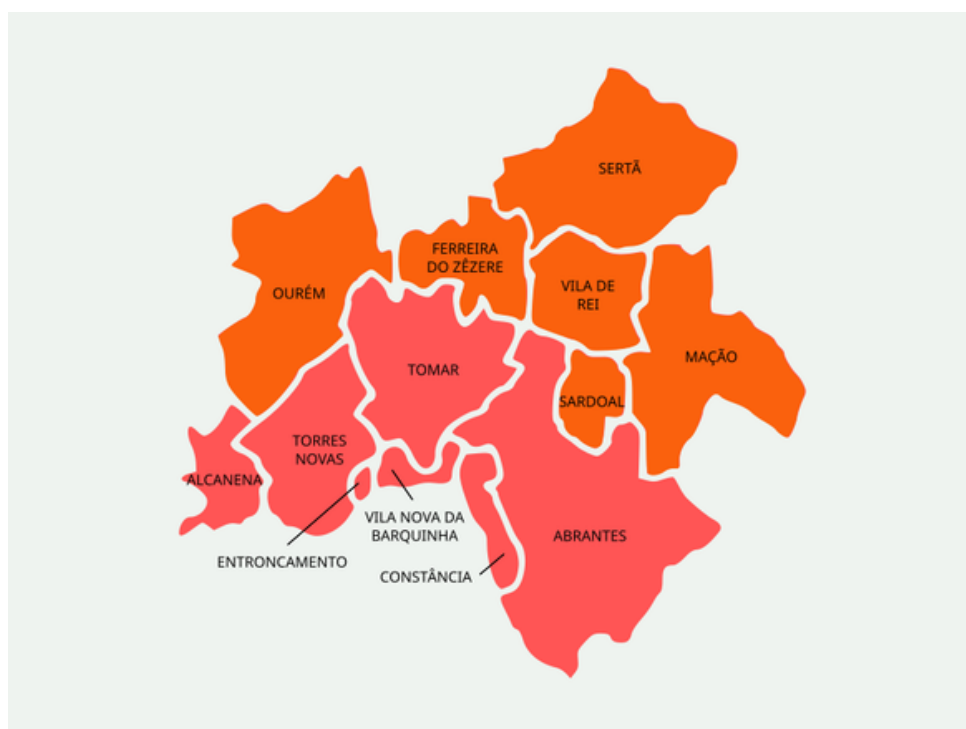 SERTÃ
FERREIRA
DO ZÊZERE
VILA DE
REI
OURÉM
MAÇÃO
TOMAR
SARDOAL
TORRES
NOVAS
ALCANENA
VILA NOVA DA
BARQUINHA
ABRANTES
ENTRONCAMENTO
CONSTÂNCIA